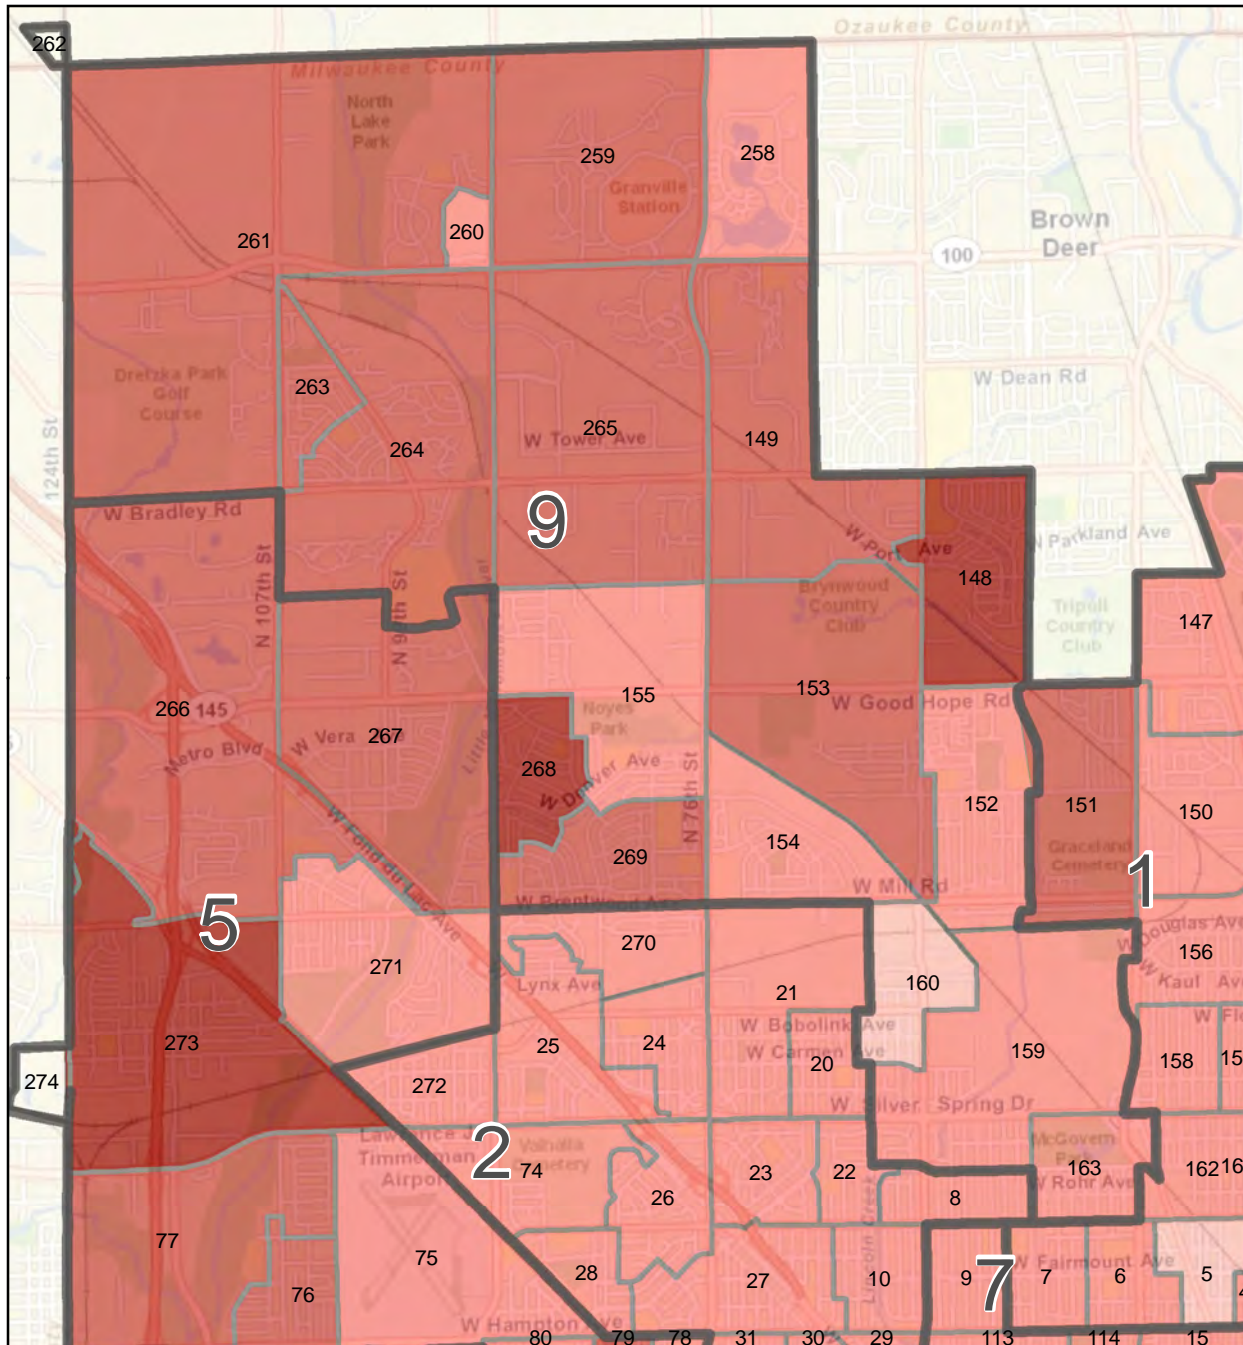 262
Ozaukee County
Milwaukee County
North
Lake
Park
259
258
Granville
Station
260
261
Brown
Deer
100
W Dean Rd
Dretzka Park
Golf
Course
263
264
265
W Tower Ave
149
124th St
W Bradley Rd
9
W Port Ave
N Parkland Ave
148
Brynwood
Country
Club
Tripoli
Country
Club
147
N 107th St
155
153
W Good Hope Rd
266
145
Noyes
Park
W Vera
267
Metro Blvd
268
W Denver Ave
N 76th St
152
151
150
W Fond du Lac Ave
269
154
Graceland
Cemetery
W Mill Rd
1
W Brentwood Ave
5
270
W Douglas Ave
156
271
Lynx Ave
21
160
W Kaul Ave
W Bobolink Ave
273
25
24
W Carmen Ave
20
159
158
274
272
W Silver Spring Dr
Lawrence J
Timmerman
Airport
2
74
Valhalla
Cemetery
23
22
McGovern
Park
163
162
26
8
W Rohr Ave
Lincoln Creek
77
75
76
28
27
10
9
7
7
W Fairmount Ave
6
5
W Hampton Ave
80
79
78
31
30
29
113
114
15